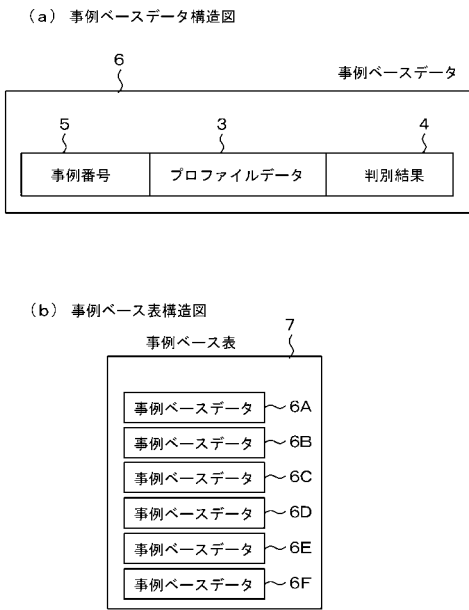 (a) 事例ベースデータ構造図
6
事例ベースデータ
5 3 4
事例番号 プロファイルデータ 判別結果
(b) 事例ベース表構造図
7
事例ベース表
事例ベースデータ 6A
事例ベースデータ 6B
事例ベースデータ 6C
事例ベースデータ 6D
事例ベースデータ 6E
事例ベースデータ 6F